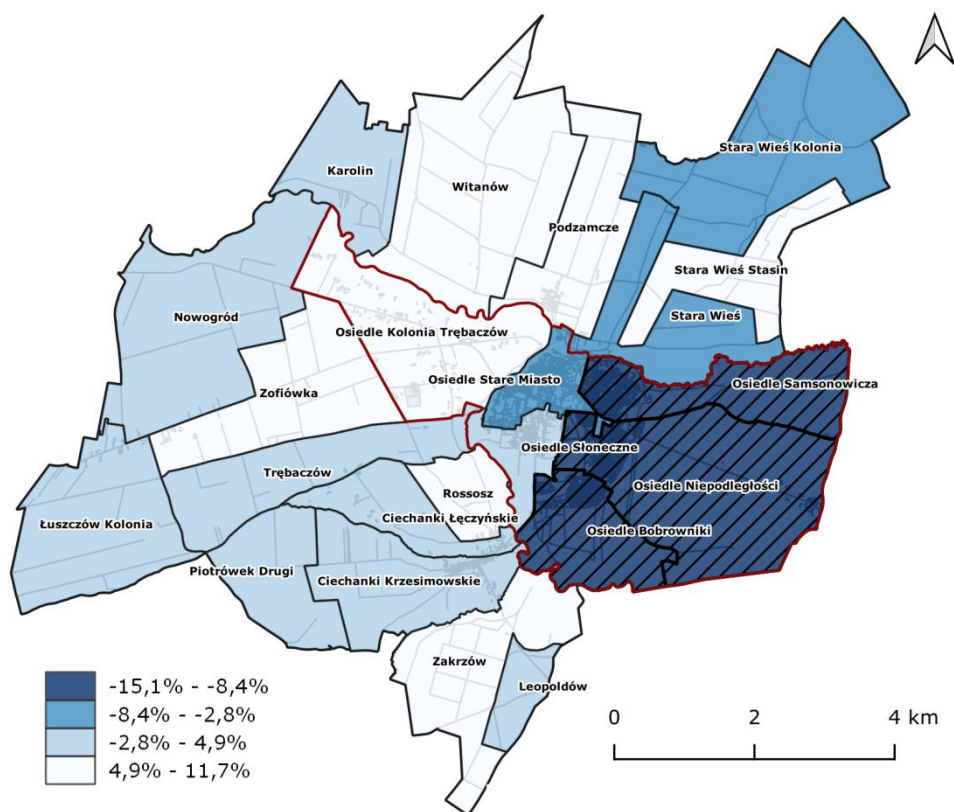 Stara Wieś Kolonia
Karolin
Witanów
Podzamcze
Stara Wieś Stasin
Nowogród
Stara Wieś
Osiedle Kolonia Trębaczów
Osiedle Stare Miasto
Osiedle Samsonowicza
Zofiówka
Osiedle Słoneczne
Trębaczów
Osiedle Niepodległości
Rossosz
Łuszczów Kolonia
Ciechanki Łęczyńskie
Osiedle Bobrowniki
Piotrówek Drugi
Ciechanki Krzesimowskie
Zakrzów
Leopoldów
-15,1% - -8,4%
-8,4% - -2,8%
-2,8% - 4,9%
4,9% - 11,7%
0 2 4 km